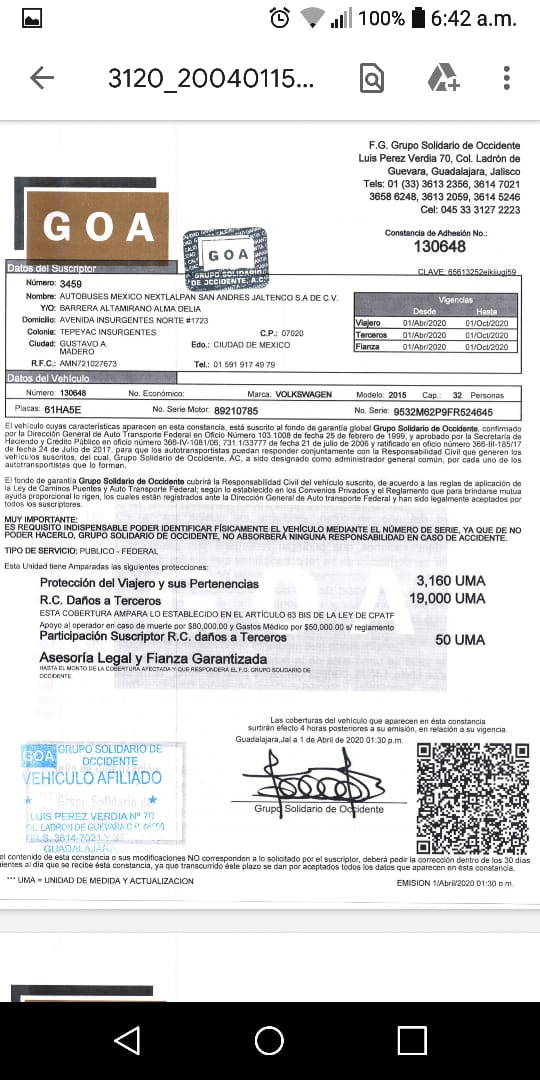 100% 6:42 a.m.
3120_20040115...
F.G. Grupo Solidario de Occidente
Luis Perez Verdia 70, Col. Ladrón de
Guevara, Guadalajara, Jalisco
Tels: 01 (33) 3613 2356, 3614 7021
3658 6248, 3613 2059, 3614 5246
Cel: 045 33 3127 2223
GOA
GOA
GRUPO SOLIDARIO
DE OCCIDENTE, A.C.
Constancia de Adhesión No.:
130648
Datos del Suscriptor
Número: 3459
Nombre: AUTOBUSES MEXICO NEXTLALPAN SAN ANDRES JALTENCO S.A DE C.V.
Y/O: BARRERA ALTAMIRANO ALMA DELIA
Domicilio: AVENIDA INSURGENTES NORTE #1723
Colonia: TEPEYAC INSURGENTES C.P.: 07020
Ciudad: GUSTAVO A. MADERO Edo.: CIUDAD DE MEXICO
R.F.C.: AMN721027673 Tel.: 01 591 917 49 79
Vigencias
Desde Hasta
Viajero 01/Abr/2020 01/Oct/2020
Terceros 01/Abr/2020 01/Oct/2020
Fianza 01/Abr/2020 01/Oct/2020
Datos del Vehículo
Número: 130648 No. Económico: Marca: VOLKSWAGEN Modelo: 2015 Cap.: 32 Personas
Placas: 61HA5E No. Serie Motor: 89210785 No. Serie: 9532M62P9FR524645
El vehículo cuyas características aparecen en esta constancia, está suscrito al fondo de garantía global Grupo Solidario de Occidente, confirmado
por la Dirección General de Auto Transporte Federal en Oficio Número 103.1008 de fecha 25 de febrero de 1999, y aprobado por la Secretaría de
Haciendo y Crédito Público en oficio número 366-IV-1081/06, 731.1/33777 de fecha 21 de julio de 2006 y ratificado en oficio número 366-III-185/17
de fecha 24 de Julio de 2017, para que los autotransportistas puedan responder conjuntamente con la Responsabilidad Civil que generen los
vehículos suscritos, del cual, Grupo Solidario de Occidente, AC, a sido designado como administrador general común, por cada uno de los
autotransportistas que lo forman.
El fondo de garantía Grupo Solidario de Occidente cubrirá la Responsabilidad Civil del vehículo suscrito, de acuerdo a las reglas de aplicación de
la Ley de Caminos Puentes y Auto Transporte Federal; según lo establecido en los Convenios Privados y el Reglamento que para brindarse mutua
ayuda proporcional lo rigen, los cuales están registrados ante la Dirección General de Auto transporte Federal y han sido legalmente aceptados por
todos los suscriptores.
MUY IMPORTANTE:
ES REQUISITO INDISPENSABLE PODER IDENTIFICAR FÍSICAMENTE EL VEHÍCULO MEDIANTE EL NÚMERO DE SERIE, YA QUE DE NO
PODER HACERLO, GRUPO SOLIDARIO DE OCCIDENTE, NO ABSORBERÁ NINGUNA RESPONSABILIDAD EN CASO DE ACCIDENTE.
TIPO DE SERVICIO: PUBLICO - FEDERAL
Esta Unidad tiene Amparadas las siguientes protecciones:
Protección del Viajero y sus Pertenencias 3,160 UMA
R.C. Daños a Terceros 19,000 UMA
ESTA COBERTURA AMPARA LO ESTABLECIDO EN EL ARTÍCULO 63 BIS DE LA LEY DE CPATF
Apoyo al operador en caso de muerte por $80,000.00 y Gastos Médico por $50,000.00 s/ reglamento
Participación Suscriptor R.C. daños a Terceros 50 UMA
Asesoría Legal y Fianza Garantizada
HASTA EL MONTO DE LA COBERTURA AFECTADA Y QUE RESPONDERÁ EL F.G. GRUPO SOLIDARIO DE
OCCIDENTE
Las coberturas del vehículo que aparecen en ésta constancia
surtirán efecto 4 horas posteriores a su emisión, en relación a su vigencia.
Guadalajara,Jal a 1 de Abril de 2020 01:30 p.m.
Grupo Solidario de Occidente
GOA GRUPO SOLIDARIO DE
OCCIDENTE
VEHICULO AFILIADO
LUIS PEREZ VERDIA Nº 70
COL. LADRON DE GUEVARA C.P.
TELS. 3614-7021
GUADALAJARA
el contenido de esta constancia o sus modificaciones NO corresponden a lo solicitado por el suscriptor, deberá pedir la corrección dentro de los 30 días
ientes al día que se recibe ésta constancia, ya que transcurrido éste plazo se dan por aceptados todos los datos que aparecen en ésta constancia.
*** UMA = UNIDAD DE MEDIDA Y ACTUALIZACION EMISION 1/Abril/2020 01:30 p.m.